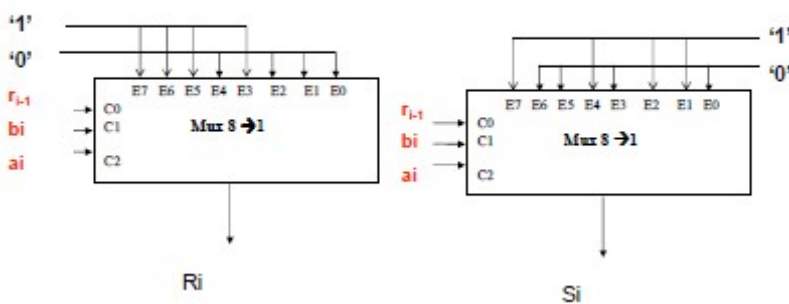 '1'
'0'
E7 E6 E5 E4 E3 E2 E1 E0
ri-1
bi
ai
C0
C1
C2
Mux 8 →1
Ri
'1'
'0'
E7 E6 E5 E4 E3 E2 E1 E0
ri-1
bi
ai
C0
C1
C2
Mux 8 →1
Si